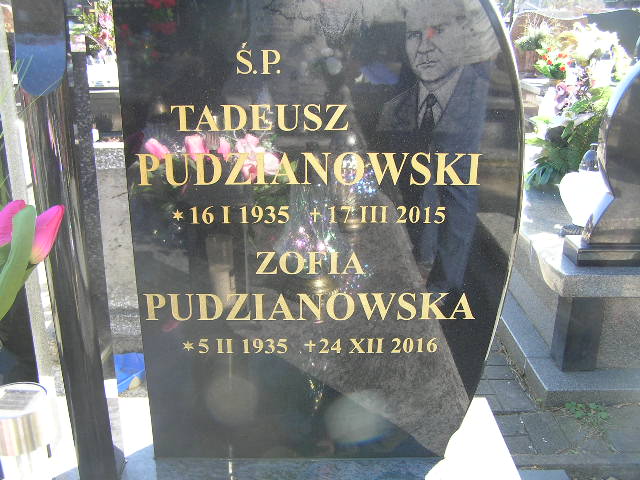 Ś.P.
TADEUSZ
PUDZIANOWSKI
✶16 I 1935 +17 III 2015
ZOFIA
PUDZIANOWSKA
✶5 II 1935 +24 XII 2016